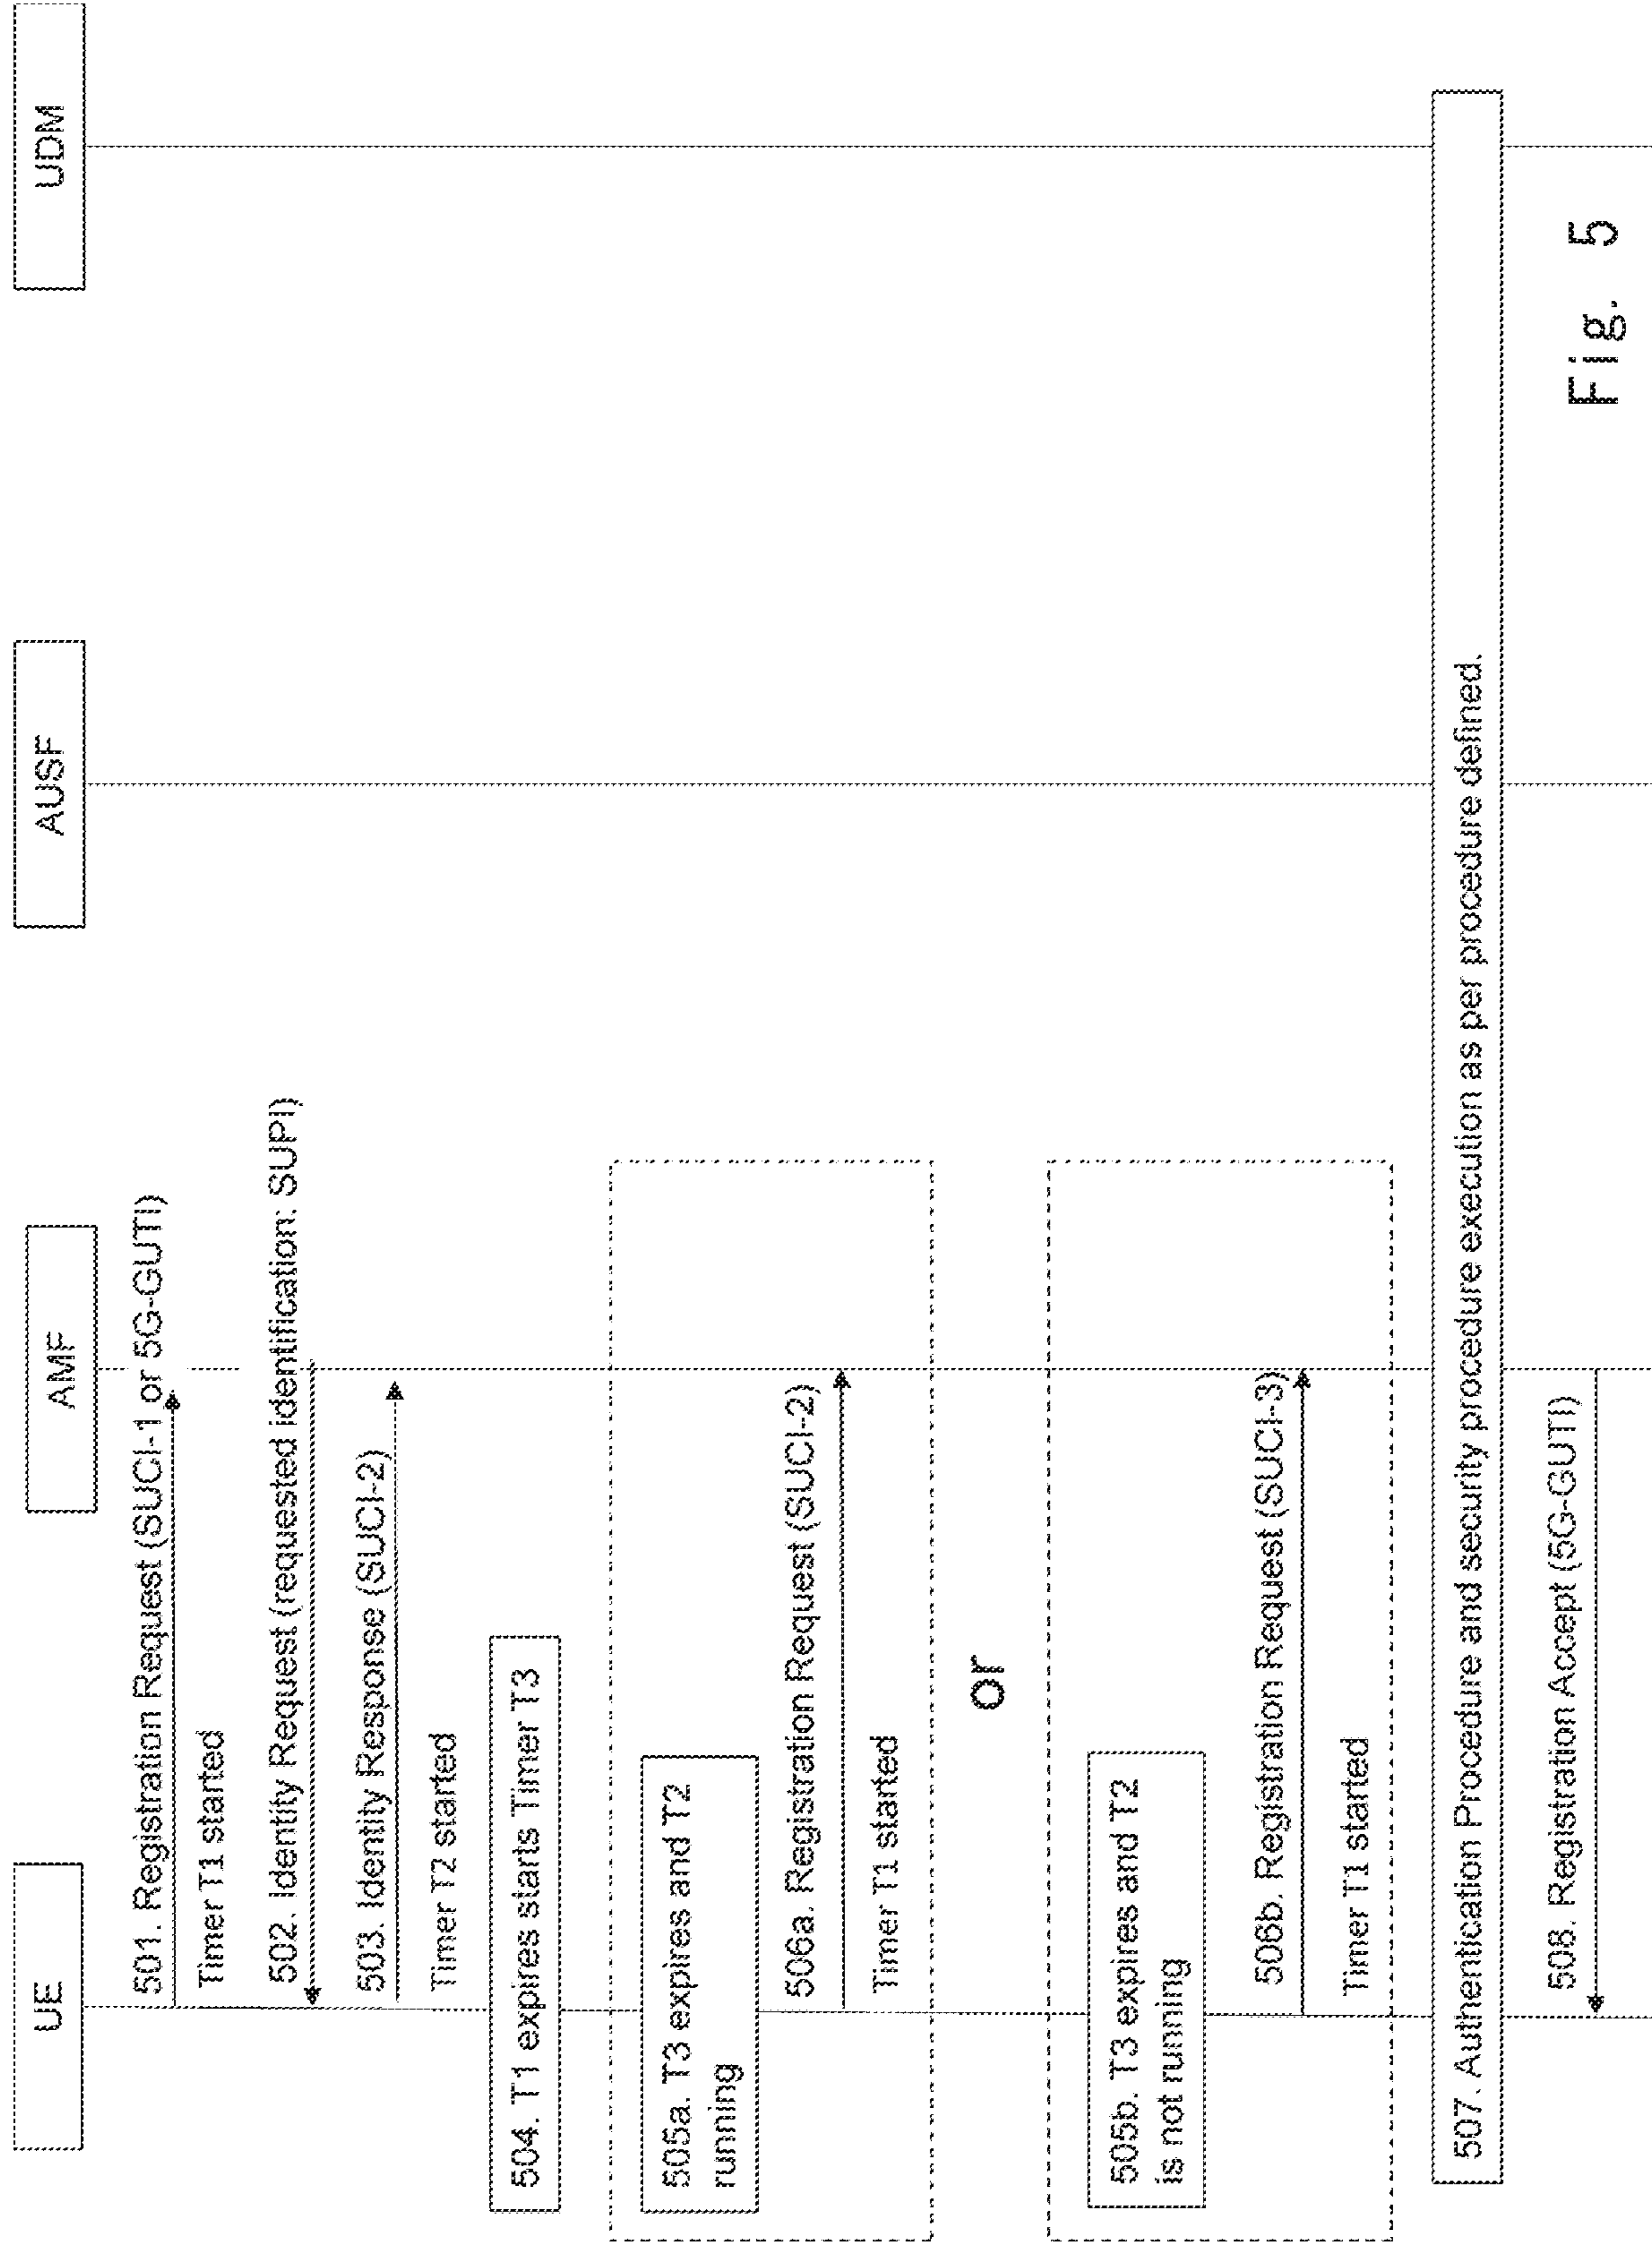 UE
AMF
AUSF
UDM
501. Registration Request (SUCI-1 or 5G-GUTI)
Timer T1 started
502. Identity Request (requested identification: SUPI)
503. Identity Response (SUCI-2)
Timer T2 started
504. T1 expires starts Timer T3
505a. T3 expires and T2
running
506a. Registration Request (SUCI-2)
Timer T1 started
or
505b. T3 expires and T2
is not running
506b. Registration Request (SUCI-3)
Timer T1 started
507. Authentication Procedure and security procedure execution as per procedure defined.
508. Registration Accept (5G-GUTI)
Fig. 5